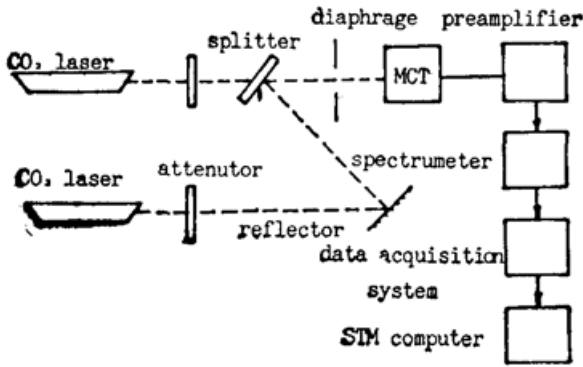 diaphrage preamplifier
splitter
CO₂ laser
MCT
attenutor
spectrumeter
CO₂ laser
reflector
data acquisition
system
STM computer